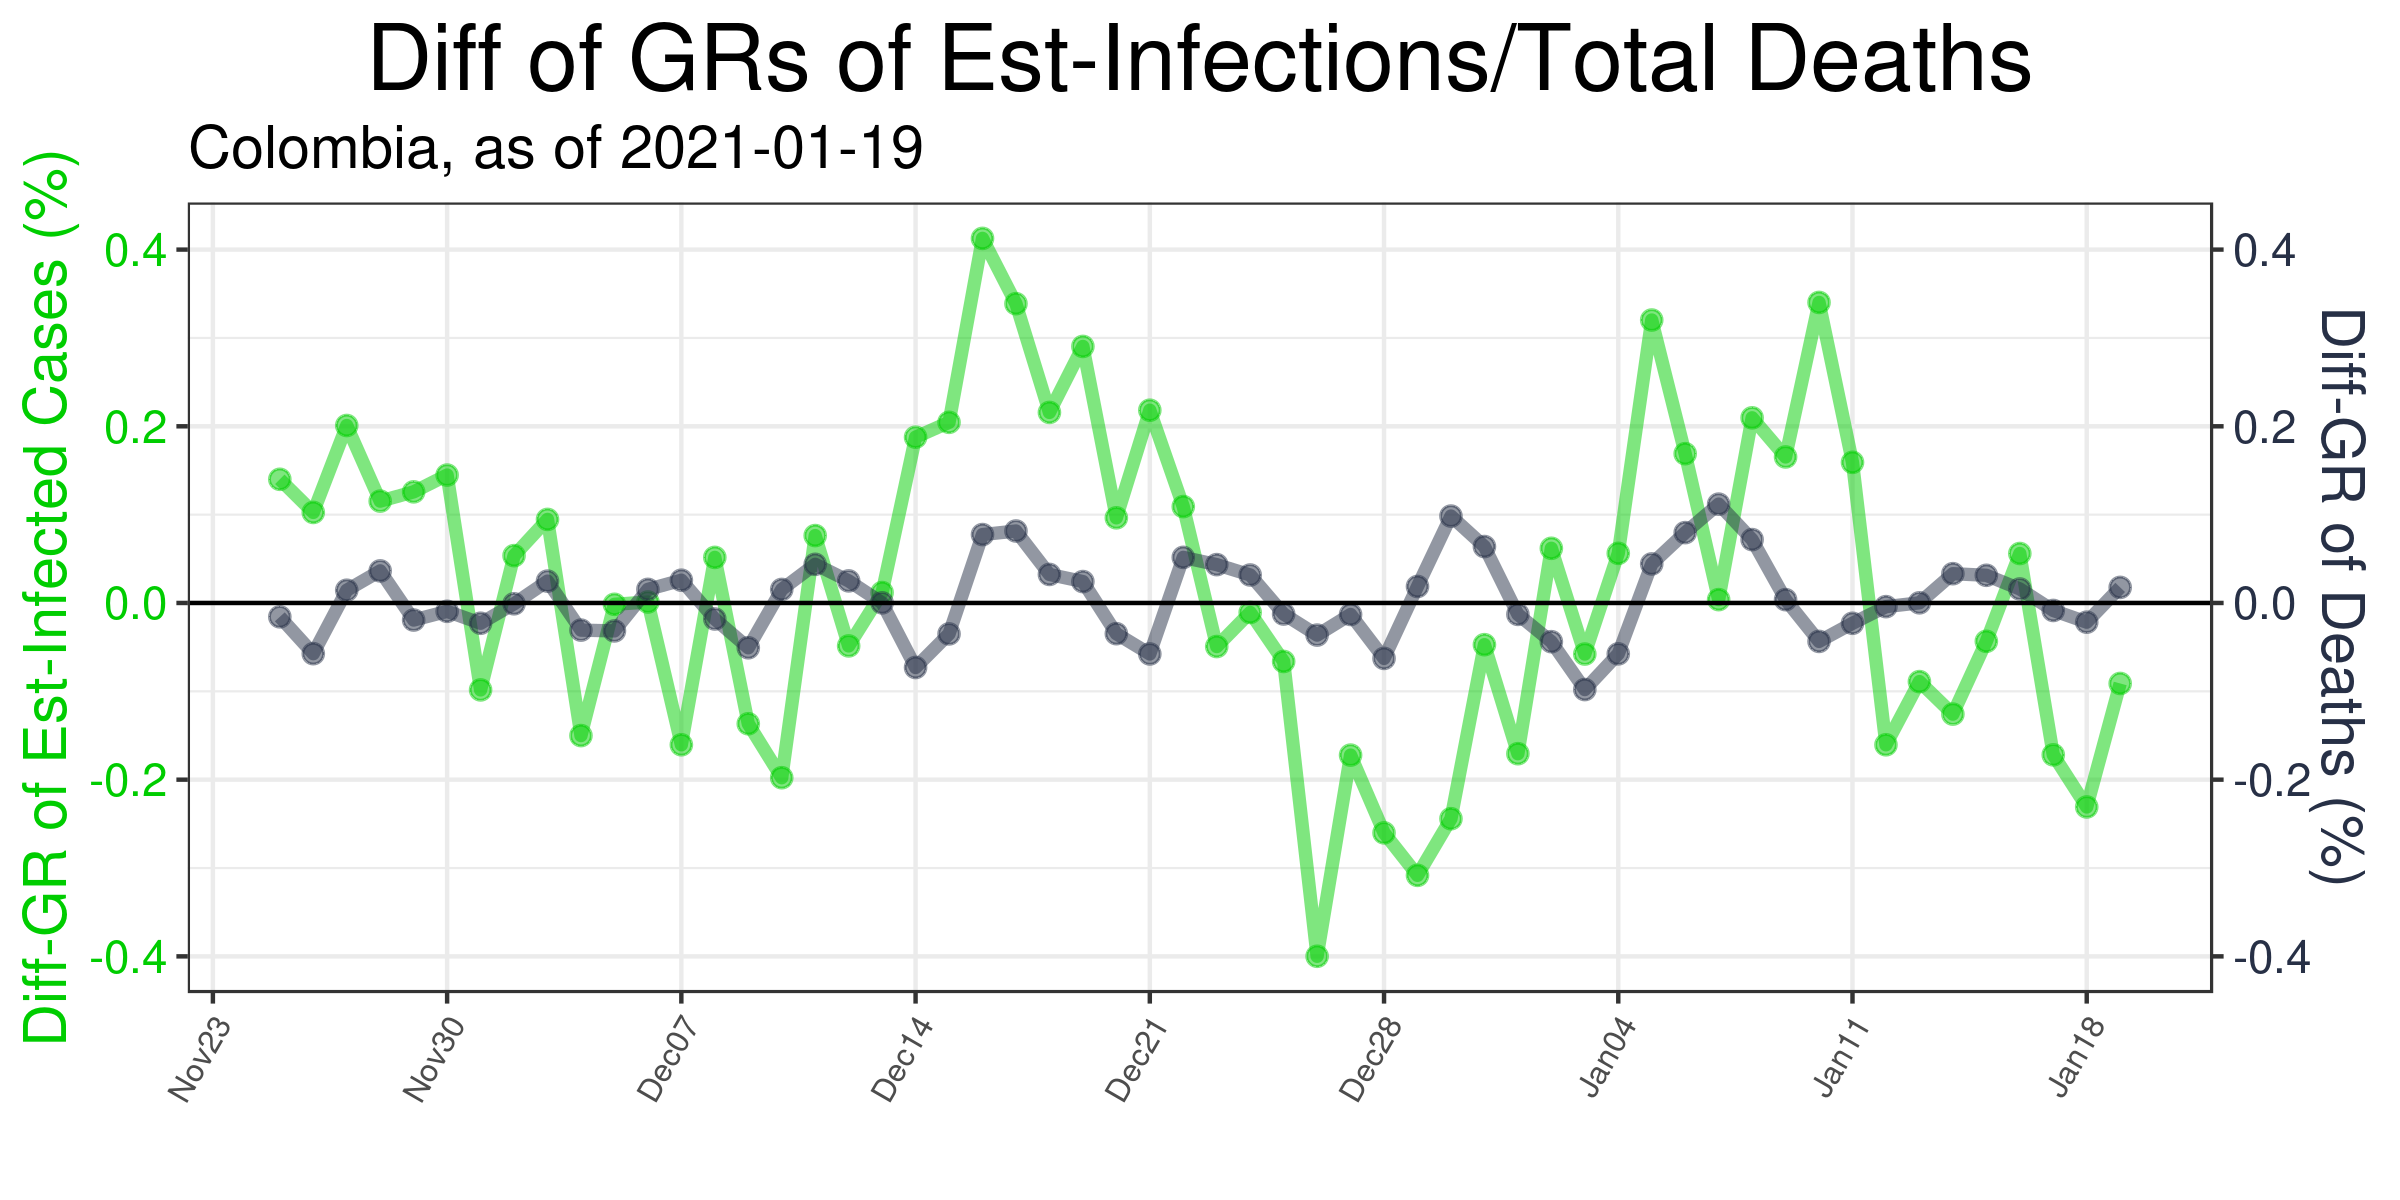 Diff of GRs of Est-Infections/Total Deaths
Colombia, as of 2021-01-19
Diff-GR of Est-Infected Cases (%)
0.4
0.2
0.0
-0.2
-0.4
0.4
0.2
0.0
-0.2
-0.4
Diff-GR of Deaths (%)
Nov23
Nov30
Dec07
Dec14
Dec21
Dec28
Jan04
Jan11
Jan18